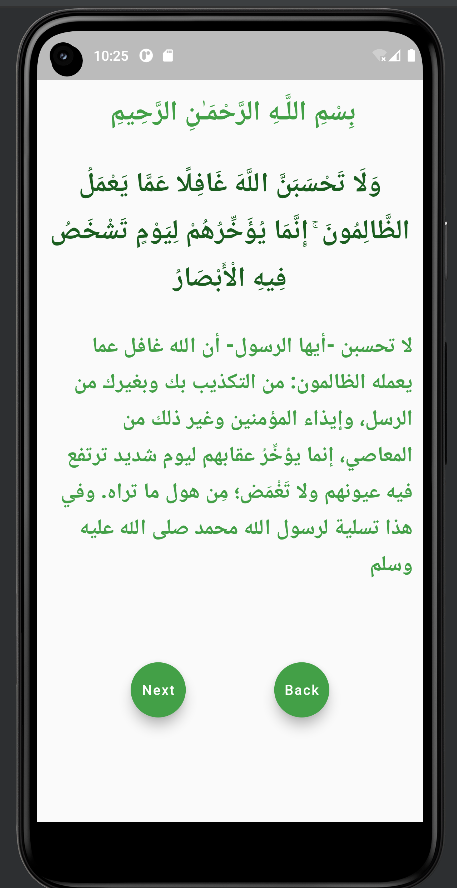 10:25
بِسْمِ اللَّـهِ الرَّحْمَـٰنِ الرَّحِيمِ
وَلَا تَحْسَبَنَّ اللَّهَ غَافِلًا عَمَّا يَعْمَلُ
الظَّالِمُونَ ۚ إِنَّمَا يُؤَخِّرُهُمْ لِيَوْمٍ تَشْخَصُ
فِيهِ الْأَبْصَارُ
لا تحسبن -أيها الرسول- أن الله غافل عما
يعمله الظالمون: من التكذيب بك وبغيرك من
الرسل، وإيذاء المؤمنين وغير ذلك من
المعاصي، إنما يؤخِّرُ عقابهم ليوم شديد ترتفع
فيه عيونهم ولا تَغْمَض؛ مِن هول ما تراه. وفي
هذا تسلية لرسول الله محمد صلى الله عليه
وسلم
Next Back